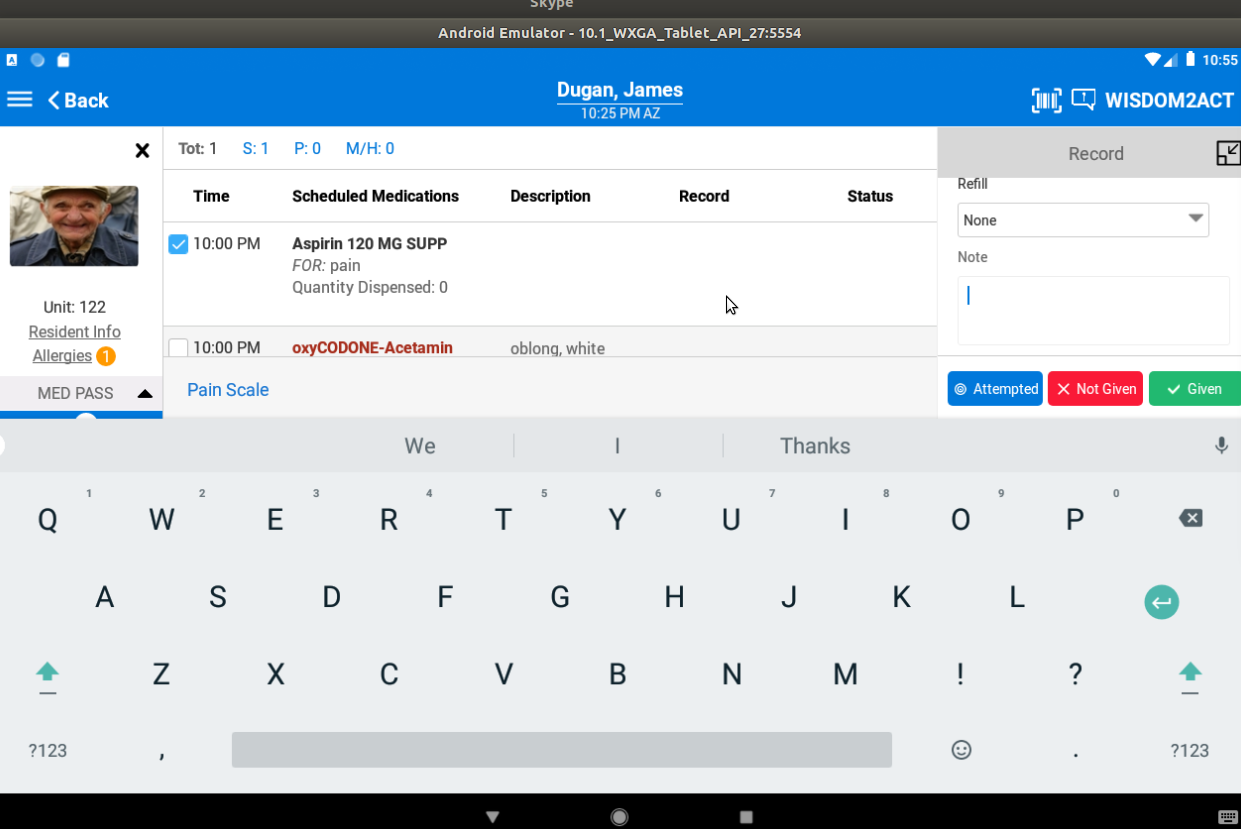 Skype
Android Emulator - 10.1_WXGA_Tablet_API_27:5554
A
10:55
Back
Dugan, James
10:25 PM AZ
WISDOM2ACT
Tot: 1 S: 1 P: 0 M/H: 0
Record
Time Scheduled Medications Description Record Status
Refill
None
10:00 PM Aspirin 120 MG SUPP
FOR: pain
Quantity Dispensed: 0
Note
Unit: 122
Resident Info
Allergies 1
10:00 PM oxyCODONE-Acetamin oblong, white
MED PASS
Pain Scale
Attempted Not Given Given
We I Thanks
1 2 3 4 5 6 7 8 9 0
Q W E R T Y U I O P
A S D F G H J K L
Z X C V B N M ! ?
?123 , . ?123